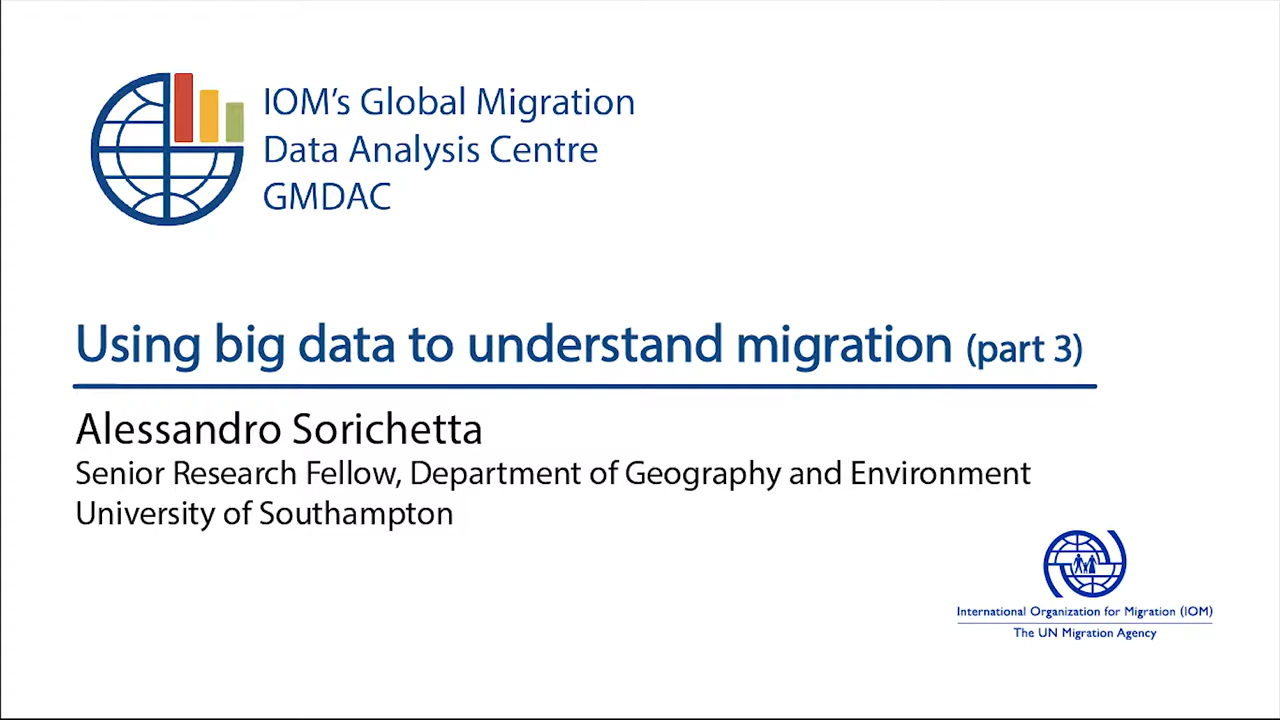 IOM's Global Migration
Data Analysis Centre
GMDAC
Using big data to understand migration (part 3)
Alessandro Sorichetta
Senior Research Fellow, Department of Geography and Environment
University of Southampton
International Organization for Migration (IOM)
The UN Migration Agency